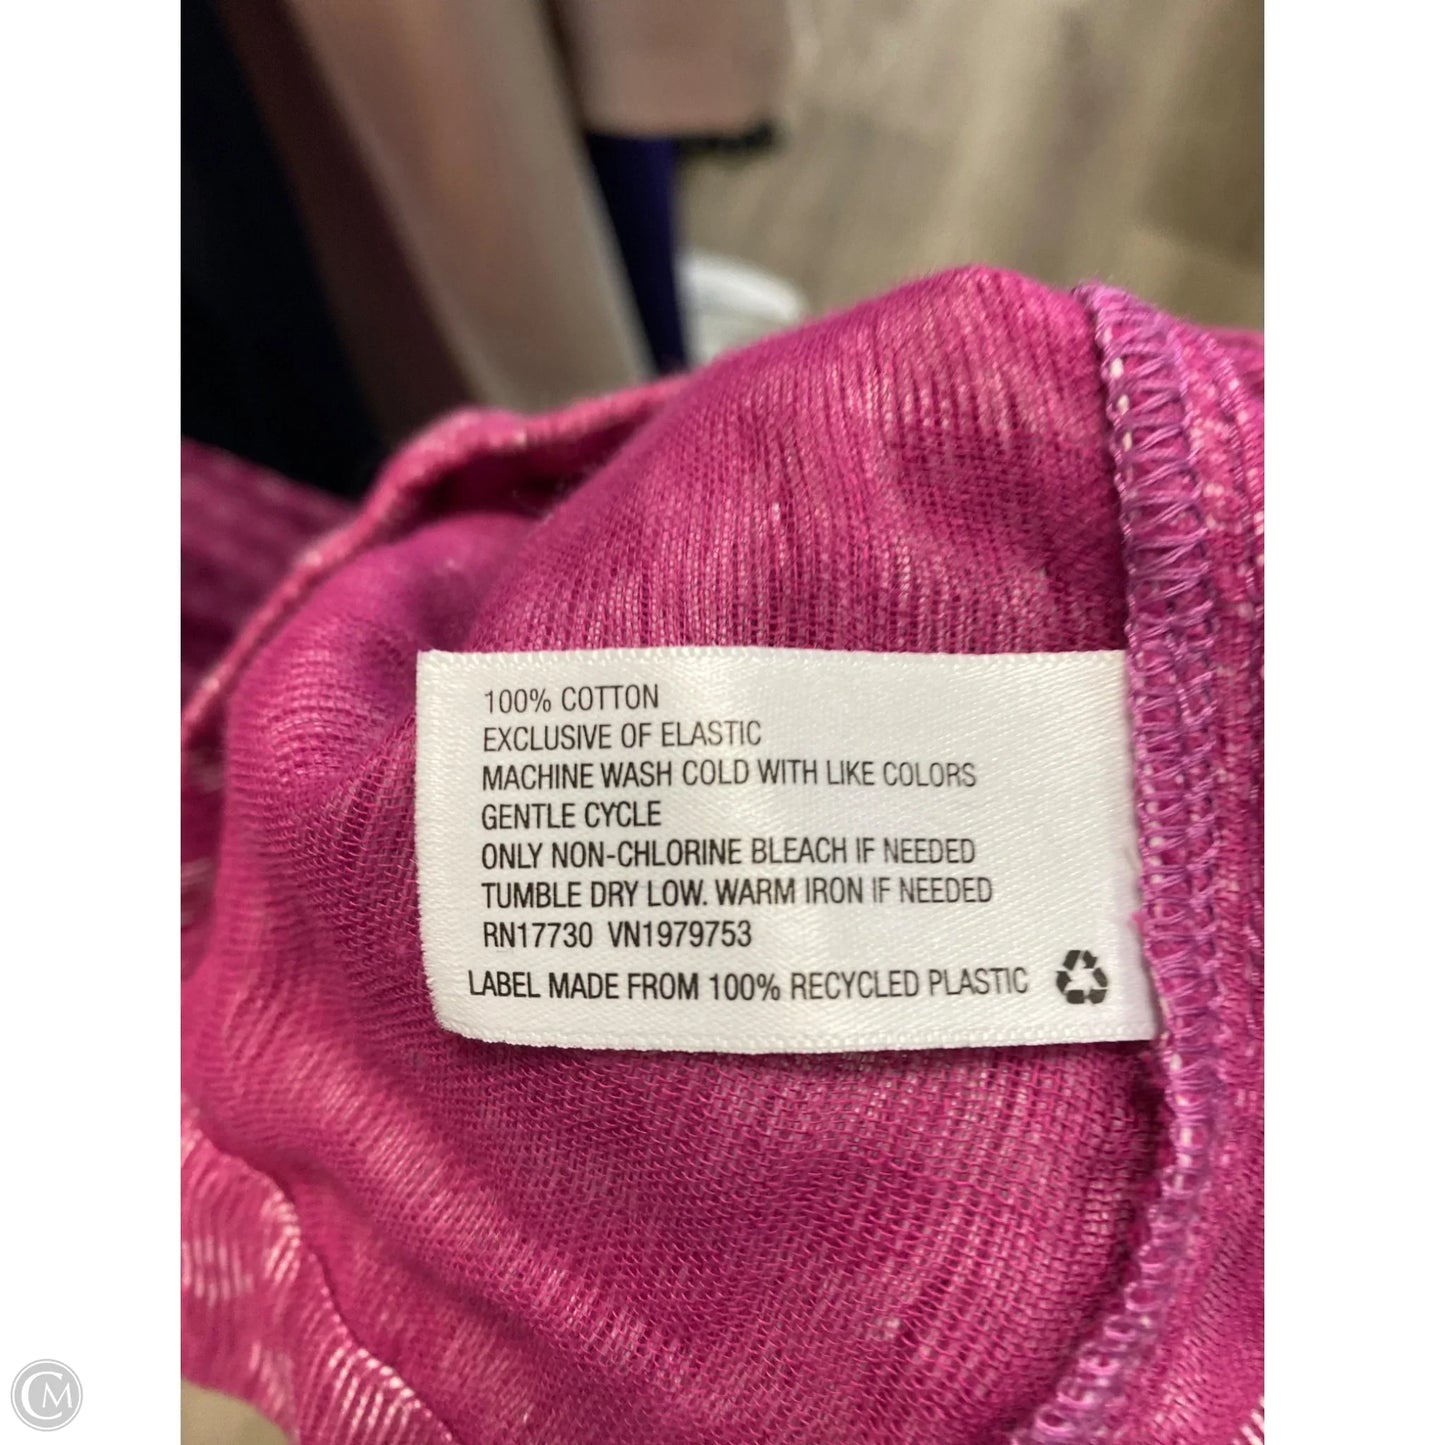 100% COTTON
EXCLUSIVE OF ELASTIC
MACHINE WASH COLD WITH LIKE COLORS
GENTLE CYCLE
ONLY NON-CHLORINE BLEACH IF NEEDED
TUMBLE DRY LOW. WARM IRON IF NEEDED
RN17730 VN1979753
LABEL MADE FROM 100% RECYCLED PLASTIC
CM